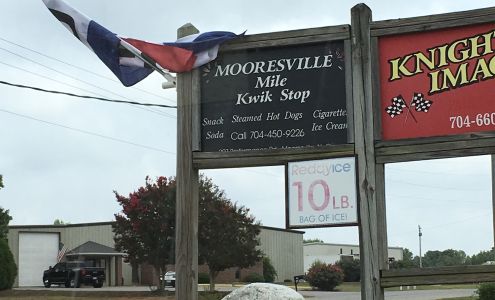 MOORESVILLE
Mile
Kwik Stop
Snack Steamed Hot Dogs Cigarettes
Soda Call 704-450-9226 Ice Cream
KNIGHT
IMAG
704-660
ReddyIce
10 LB.
BAG OF ICE!